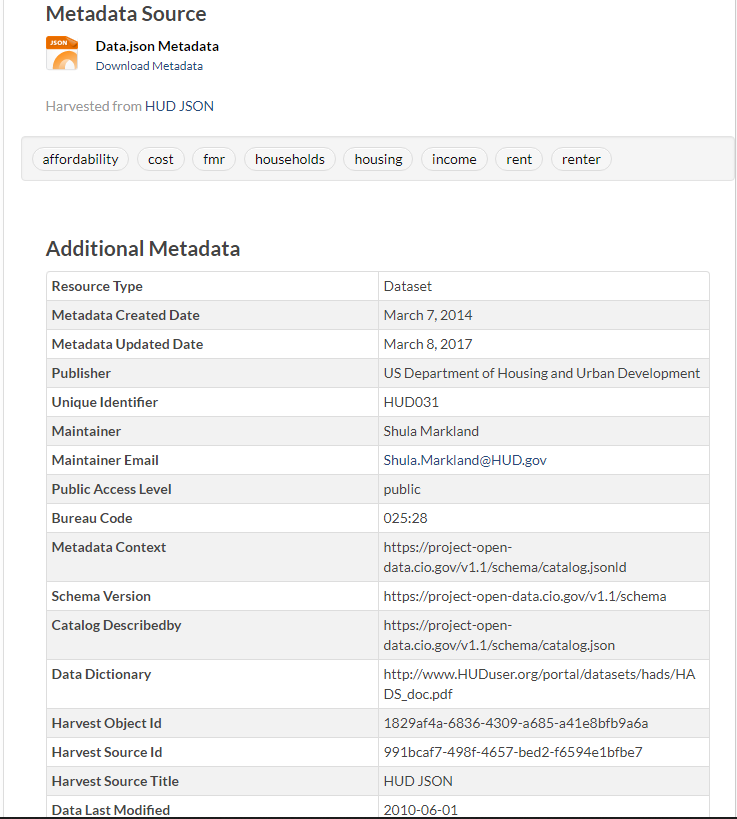 Metadata Source
JSON
Data.json Metadata
Download Metadata
Harvested from HUD JSON
affordability cost fmr households housing income rent renter
Additional Metadata
Resource Type Dataset
Metadata Created Date March 7, 2014
Metadata Updated Date March 8, 2017
Publisher US Department of Housing and Urban Development
Unique Identifier HUD031
Maintainer Shula Markland
Maintainer Email Shula.Markland@HUD.gov
Public Access Level public
Bureau Code 025:28
Metadata Context https://project-open-
data.cio.gov/v1.1/schema/catalog.jsonld
Schema Version https://project-open-data.cio.gov/v1.1/schema
Catalog Describedby https://project-open-
data.cio.gov/v1.1/schema/catalog.json
Data Dictionary http://www.HUDuser.org/portal/datasets/hads/HA
DS_doc.pdf
Harvest Object Id 1829af4a-6836-4309-a685-a41e8bfb9a6a
Harvest Source Id 991bcaf7-498f-4657-bed2-f6594e1bfbe7
Harvest Source Title HUD JSON
Data Last Modified 2010-06-01